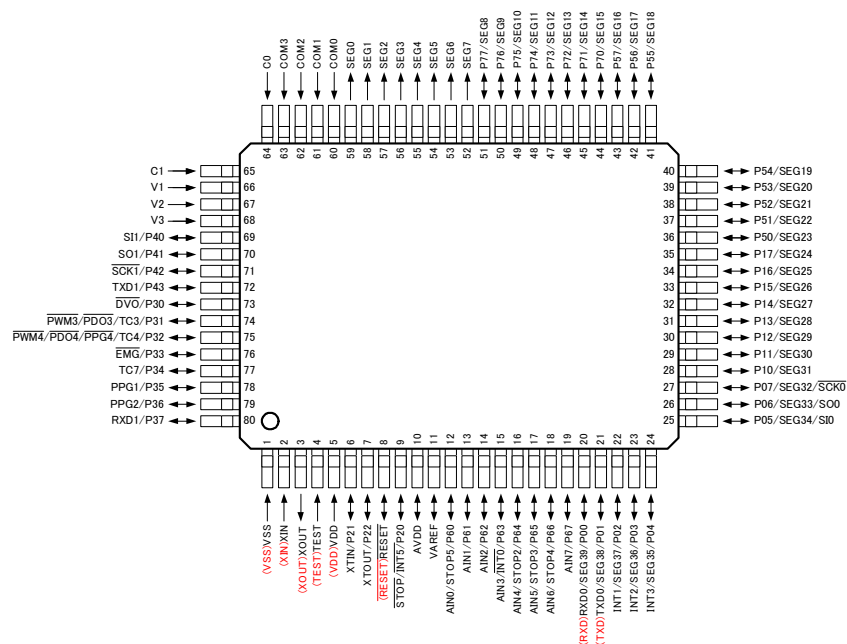 C0
COM3
COM2
COM1
COM0
SEG0
SEG1
SEG2
SEG3
SEG4
SEG5
SEG6
SEG7
P77/SEG8
P76/SEG9
P75/SEG10
P74/SEG11
P73/SEG12
P72/SEG13
P71/SEG14
P70/SEG15
P57/SEG16
P56/SEG17
P55/SEG18
64
63
62
61
60
59
58
57
56
55
54
53
52
51
50
49
48
47
46
45
44
43
42
41
C1 65
V1 66
V2 67
V3 68
SI1/P40 69
SO1/P41 70
SCK1/P42 71
TXD1/P43 72
DVO/P30 73
PWM3/PDO3/TC3/P31 74
PWM4/PDO4/PPG4/TC4/P32 75
EMG/P33 76
TC7/P34 77
PPG1/P35 78
PPG2/P36 79
RXD1/P37 80
40 P54/SEG19
39 P53/SEG20
38 P52/SEG21
37 P51/SEG22
36 P50/SEG23
35 P17/SEG24
34 P16/SEG25
33 P15/SEG26
32 P14/SEG27
31 P13/SEG28
30 P12/SEG29
29 P11/SEG30
28 P10/SEG31
27 P07/SEG32/SCK0
26 P06/SEG33/SO0
25 P05/SEG34/SI0
1
2
3
4
5
6
7
8
9
10
11
12
13
14
15
16
17
18
19
20
21
22
23
24
(VSS)VSS
(XIN)XIN
(XOUT)XOUT
(TEST)TEST
(VDD)VDD
XTIN/P21
XTOUT/P22
(RESET)RESET
STOP/INT5/P20
AVDD
VAREF
AIN0/STOP5/P60
AIN1/P61
AIN2/P62
AIN3/INT0/P63
AIN4/STOP2/P64
AIN5/STOP3/P65
AIN6/STOP4/P66
AIN7/P67
(RXD)RXD0/SEG39/P00
(TXD)TXD0/SEG38/P01
INT1/SEG37/P02
INT2/SEG36/P03
INT3/SEG35/P04